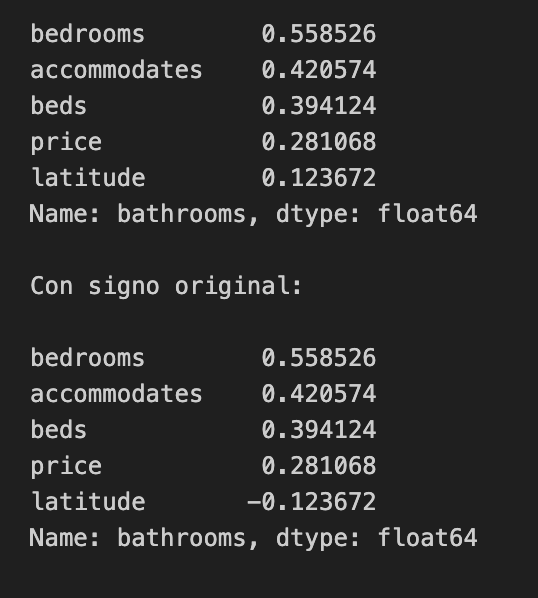 bedrooms 0.558526
accommodates 0.420574
beds 0.394124
price 0.281068
latitude 0.123672
Name: bathrooms, dtype: float64
Con signo original:
bedrooms 0.558526
accommodates 0.420574
beds 0.394124
price 0.281068
latitude -0.123672
Name: bathrooms, dtype: float64